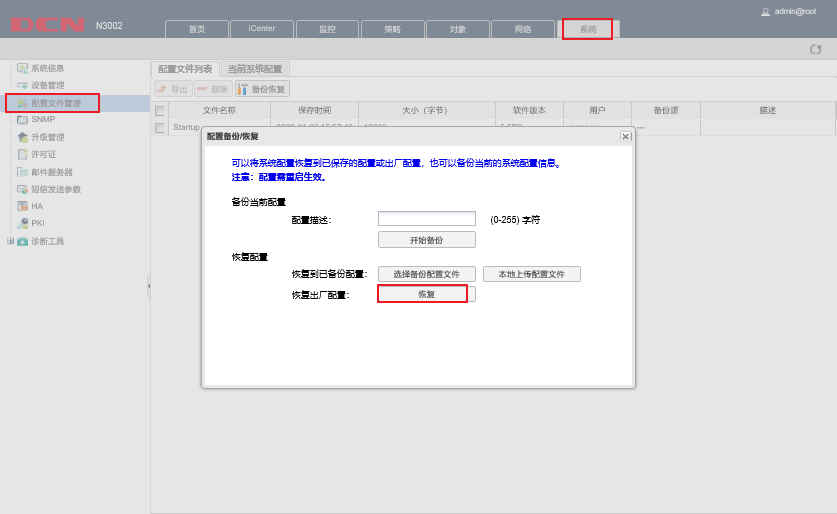 DCN N3002
admin@root
首页 iCenter 监控 策略 对象 网络 系统
系统信息
设备管理
配置文件管理
SNMP
升级管理
许可证
邮件服务器
短信发送参数
HA
PKI
诊断工具
配置文件列表 当前系统配置
导出 删除 备份恢复
文件名称 保存时间 大小（字节） 软件版本 用户 备份源 描述
Startup
配置备份/恢复
可以将系统配置恢复到已保存的配置或出厂配置，也可以备份当前的系统配置信息。
注意：配置需重启生效。
备份当前配置
配置描述： (0-255) 字符
开始备份
恢复配置
恢复到已备份配置： 选择备份配置文件 本地上传配置文件
恢复出厂配置： 恢复